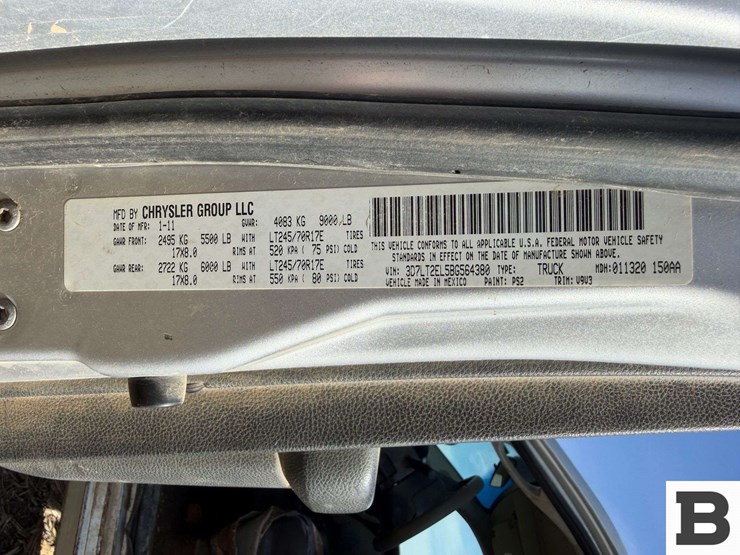 MFD BY CHRYSLER GROUP LLC
DATE OF MFR: 1-11 GVWR: 4083 KG 9000 LB
GAWR FRONT: 2495 KG 5500 LB WITH LT245/70R17E TIRES
17X8.0 RIMS AT 520 KPA ( 75 PSI) COLD
GAWR REAR: 2722 KG 6000 LB WITH LT245/70R17E TIRES
17X8.0 RIMS AT 550 KPA ( 80 PSI) COLD
THIS VEHICLE CONFORMS TO ALL APPLICABLE U.S.A. FEDERAL MOTOR VEHICLE SAFETY
STANDARDS IN EFFECT ON THE DATE OF MANUFACTURE SHOWN ABOVE.
VIN: 3D7LT2EL5BG564380 TYPE: TRUCK MDH: 011320 150AA
VEHICLE MADE IN MEXICO PAINT: PS2 TRIM: V9V3
B